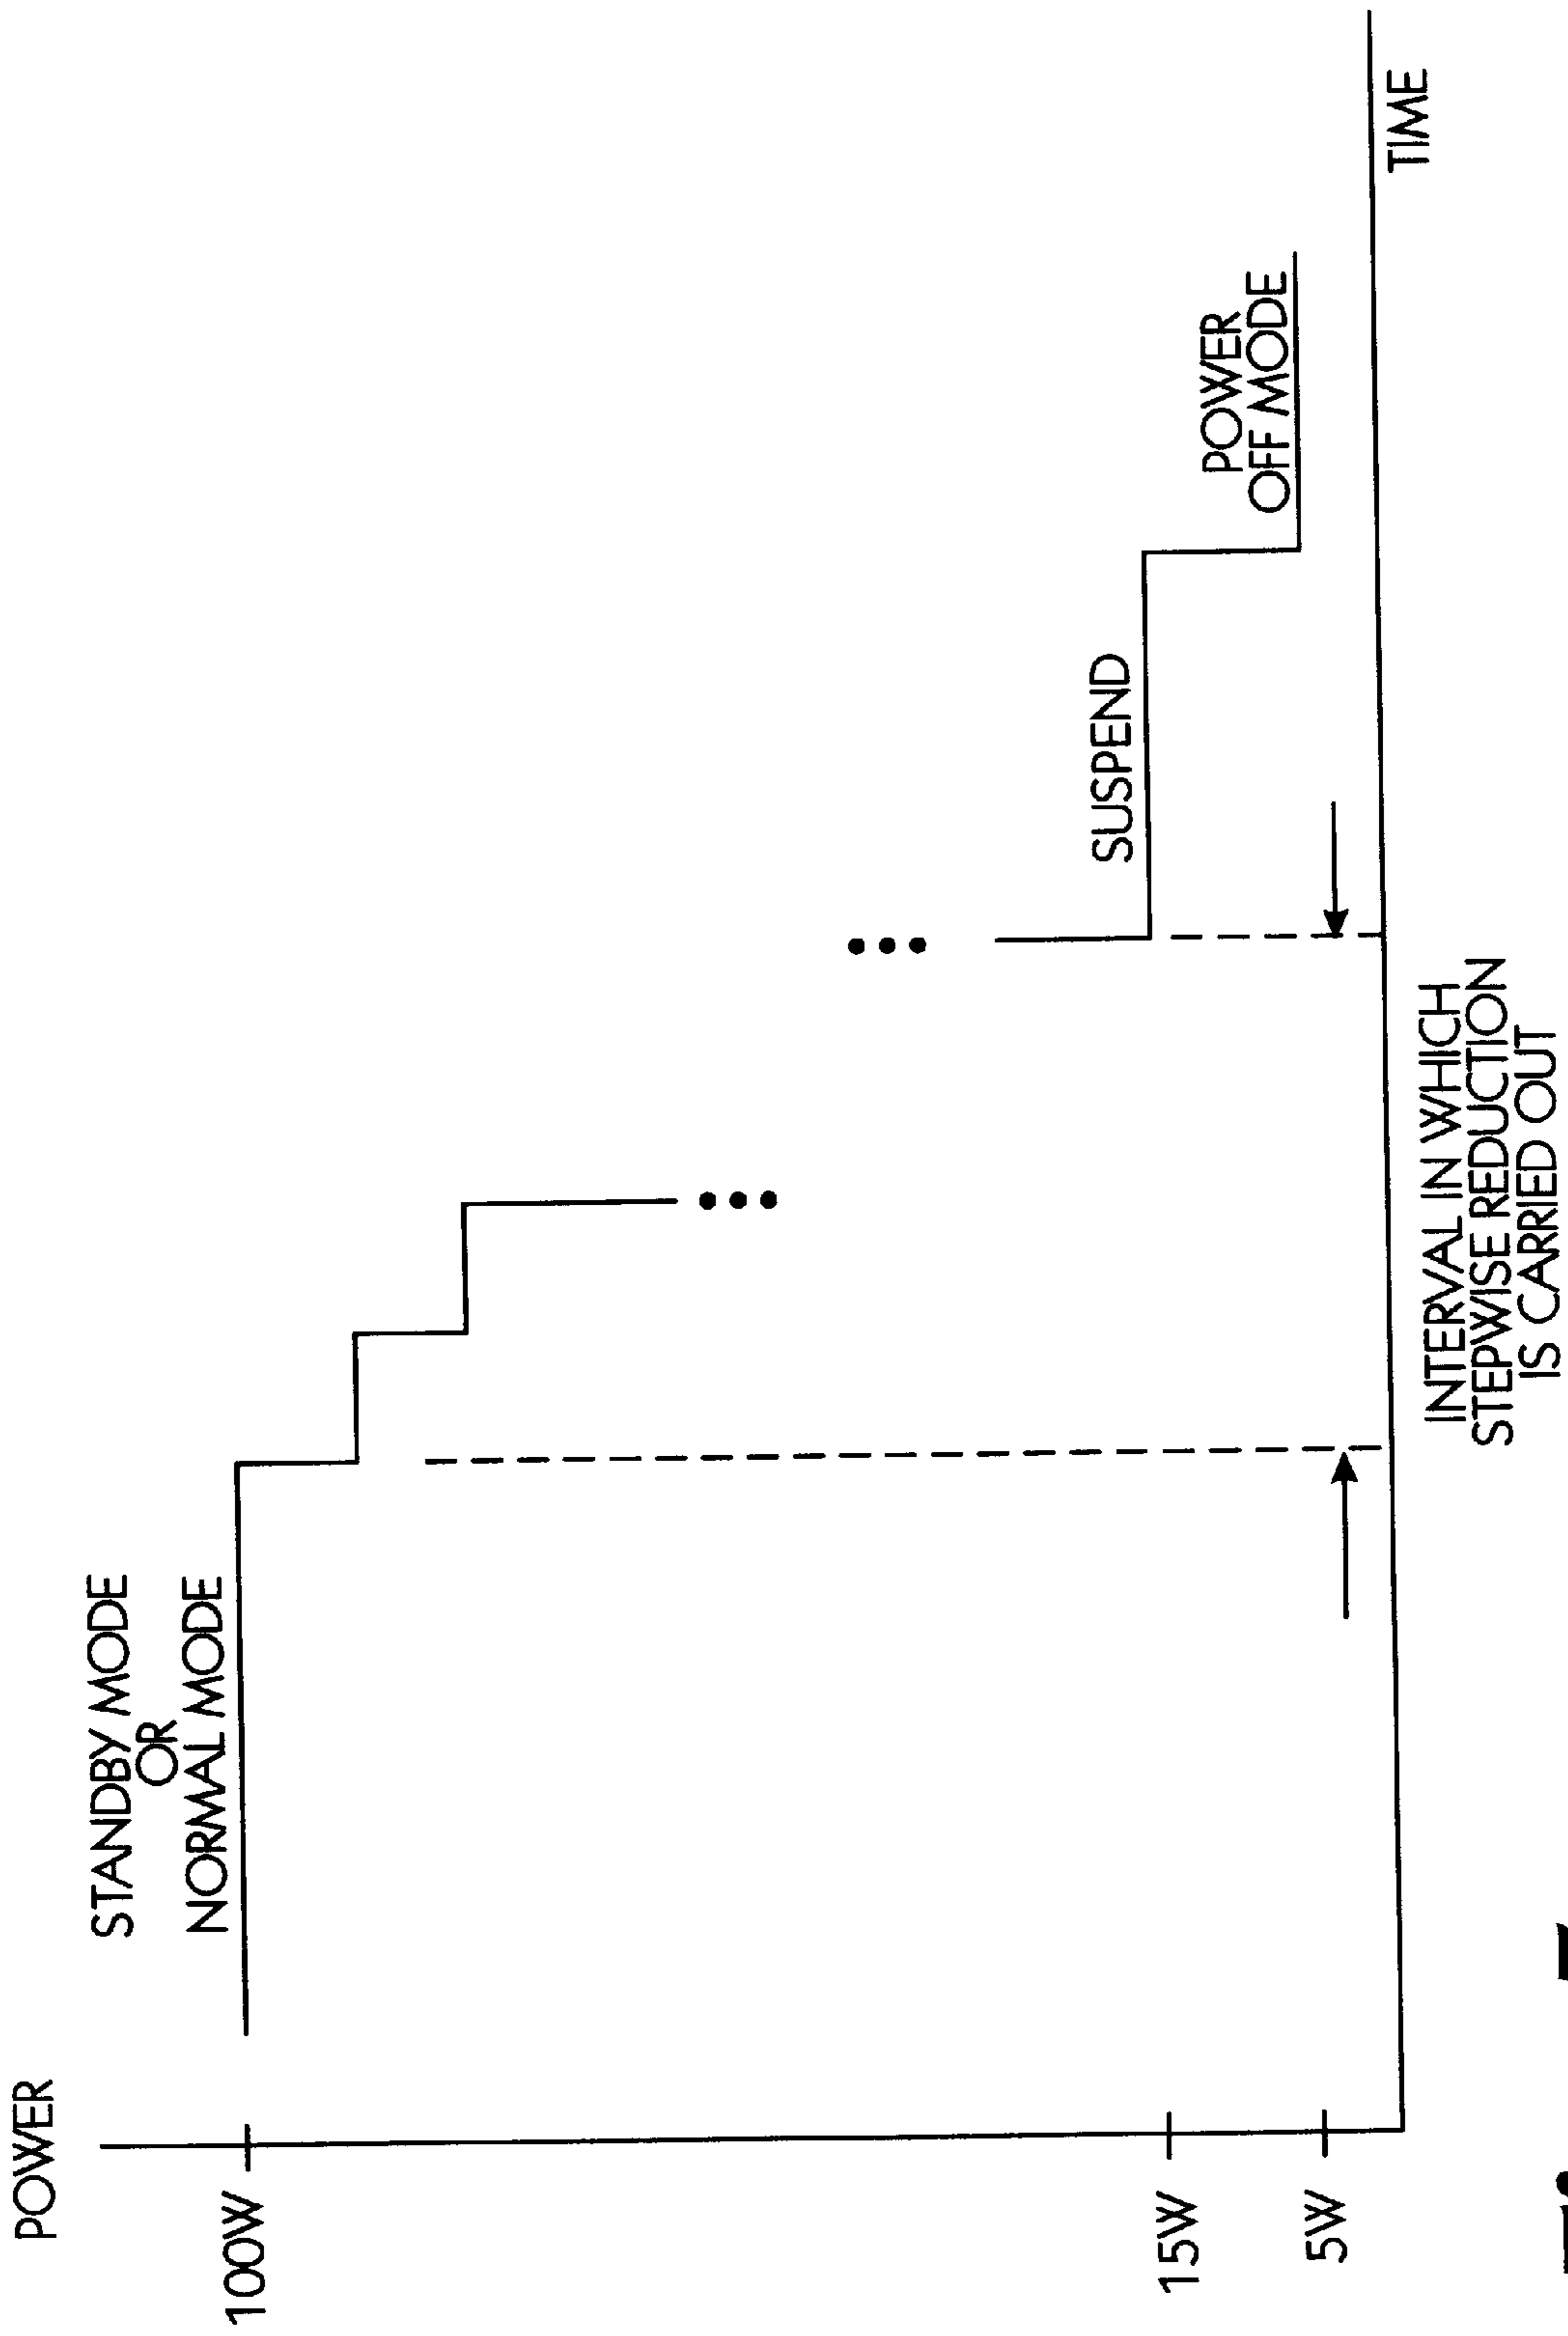 POWER
100W
15W
5W
STANDBY MODE
OR
NORMAL MODE
SUSPEND
POWER
OFF MODE
TIME
INTERVAL IN WHICH
STEPWISE REDUCTION
IS CARRIED OUT